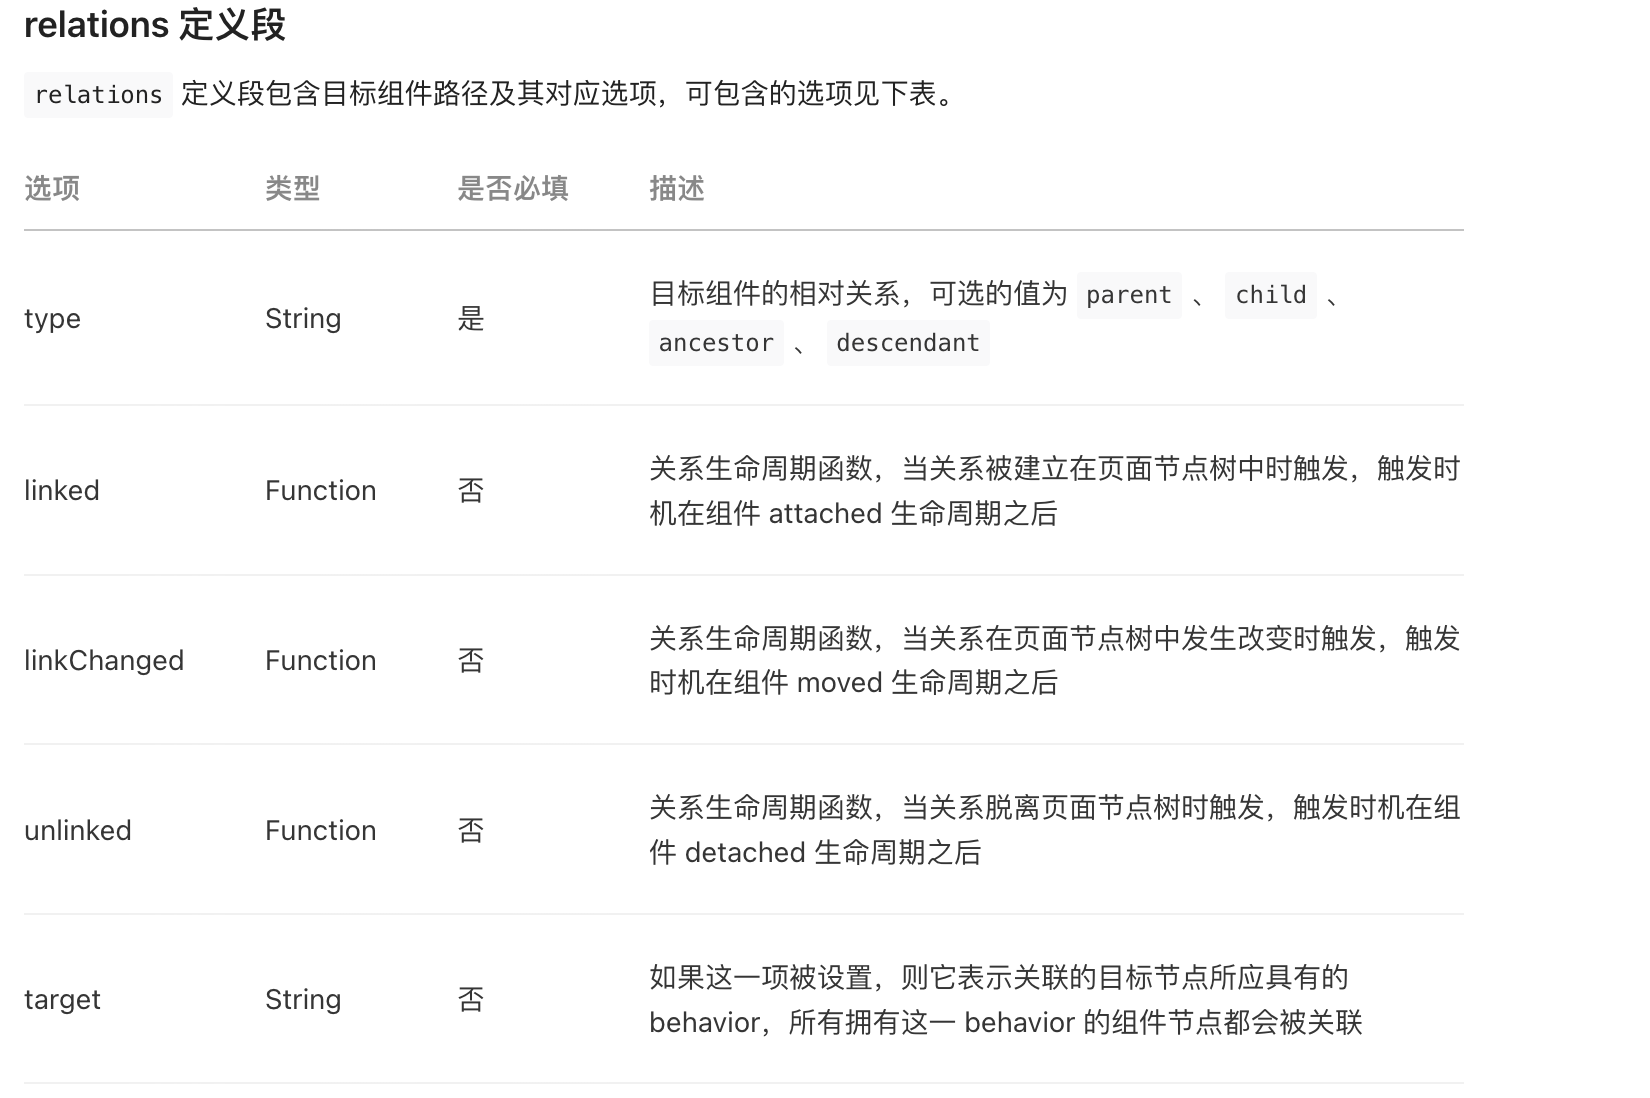 relations 定义段
relations 定义段包含目标组件路径及其对应选项，可包含的选项见下表。
选项 类型 是否必填 描述
type String 是 目标组件的相对关系，可选的值为 parent 、 child 、
ancestor 、 descendant
linked Function 否 关系生命周期函数，当关系被建立在页面节点树中时触发，触发时
机在组件 attached 生命周期之后
linkChanged Function 否 关系生命周期函数，当关系在页面节点树中发生改变时触发，触发
时机在组件 moved 生命周期之后
unlinked Function 否 关系生命周期函数，当关系脱离页面节点树时触发，触发时机在组
件 detached 生命周期之后
target String 否 如果这一项被设置，则它表示关联的目标节点所应具有的
behavior，所有拥有这一 behavior 的组件节点都会被关联